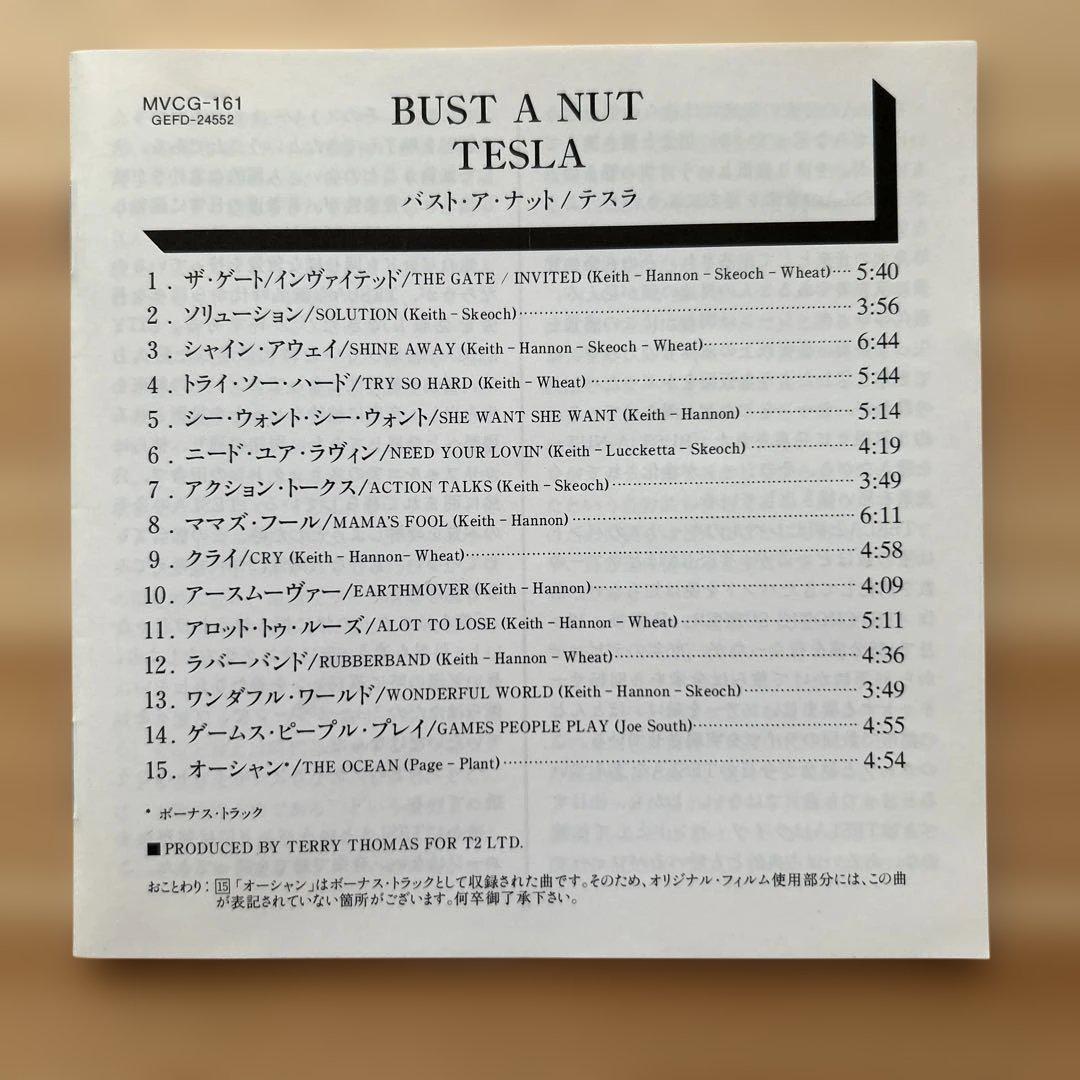 MVCG-161
GEFD-24552
BUST A NUT
TESLA
バスト・ア・ナット/テスラ
1. ザ・ゲート/インヴァイテッド/THE GATE / INVITED (Keith-Hannon-Skeoch-Wheat)…5:40
2. ソリューション/SOLUTION (Keith-Skeoch)…3:56
3. シャイン・アウェイ/SHINE AWAY (Keith-Hannon-Skeoch-Wheat)…6:44
4. トライ・ソー・ハード/TRY SO HARD (Keith-Wheat)…5:44
5. シー・ウォント・シー・ウォント/SHE WANT SHE WANT (Keith-Hannon)…5:14
6. ニード・ユア・ラヴィン/NEED YOUR LOVIN' (Keith-Luccketta-Skeoch)…4:19
7. アクション・トークス/ACTION TALKS (Keith-Skeoch)…3:49
8. ママズ・フール/MAMA'S FOOL (Keith-Hannon)…6:11
9. クライ/CRY (Keith-Hannon-Wheat)…4:58
10. アースムーヴァー/EARTHMOVER (Keith-Hannon)…4:09
11. アロット・トゥ・ルーズ/ALOT TO LOSE (Keith-Hannon-Wheat)…5:11
12. ラバーバンド/RUBBERBAND (Keith-Hannon-Wheat)…4:36
13. ワンダフル・ワールド/WONDERFUL WORLD (Keith-Hannon-Skeoch)…3:49
14. ゲームス・ピープル・プレイ/GAMES PEOPLE PLAY (Joe South)…4:55
15. オーシャン*/THE OCEAN (Page-Plant)…4:54
* ボーナス・トラック
■PRODUCED BY TERRY THOMAS FOR T2 LTD.
おことわり:15「オーシャン」はボーナス・トラックとして収録された曲です。そのため、オリジナル・フィルム使用部分には、この曲
が表記されていない箇所がございます。何卒御了承下さい。